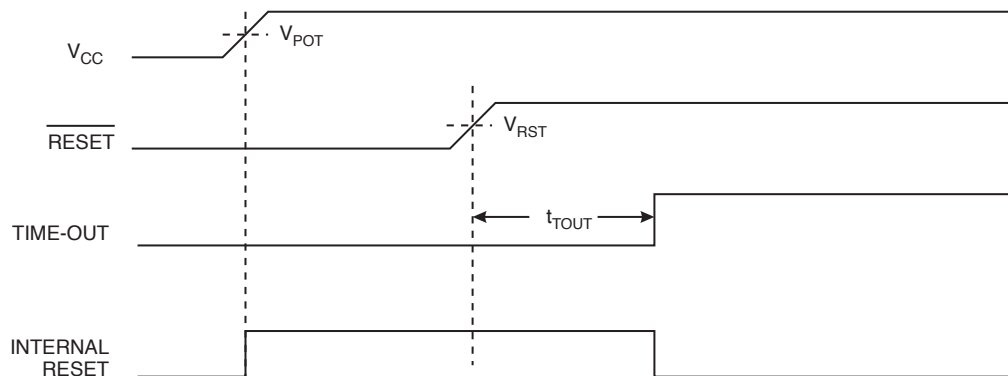 V_CC
V_POT
RESET
V_RST
TIME-OUT
t_TOUT
INTERNAL
RESET